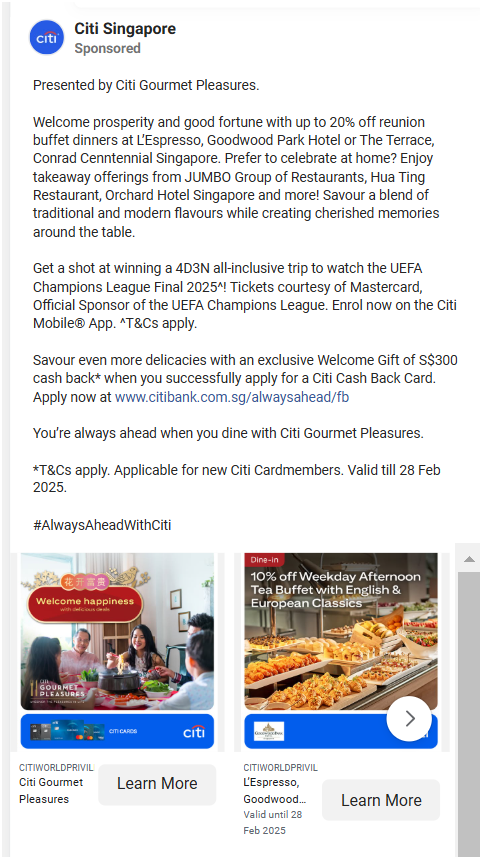 citi
Citi Singapore
Sponsored
Presented by Citi Gourmet Pleasures.
Welcome prosperity and good fortune with up to 20% off reunion
buffet dinners at L'Espresso, Goodwood Park Hotel or The Terrace,
Conrad Cenntennial Singapore. Prefer to celebrate at home? Enjoy
takeaway offerings from JUMBO Group of Restaurants, Hua Ting
Restaurant, Orchard Hotel Singapore and more! Savour a blend of
traditional and modern flavours while creating cherished memories
around the table.
Get a shot at winning a 4D3N all-inclusive trip to watch the UEFA
Champions League Final 2025^! Tickets courtesy of Mastercard,
Official Sponsor of the UEFA Champions League. Enrol now on the Citi
Mobile® App. ^T&Cs apply.
Savour even more delicacies with an exclusive Welcome Gift of S$300
cash back* when you successfully apply for a Citi Cash Back Card.
Apply now at www.citibank.com.sg/alwaysahead/fb
You're always ahead when you dine with Citi Gourmet Pleasures.
*T&Cs apply. Applicable for new Citi Cardmembers. Valid till 28 Feb
2025.
#AlwaysAheadWithCiti
花开富贵
Welcome happiness
with delicious deals
CITI
GOURMET
PLEASURES
CITI CARDS
citi
CITIWORLDPRIVIL
Citi Gourmet
Pleasures
Learn More
Dine-in
10% off Weekday Afternoon
Tea Buffet with English &
European Classics
CITIWORLDPRIVIL
L'Espresso,
Goodwood...
Valid until 28
Feb 2025
Learn More